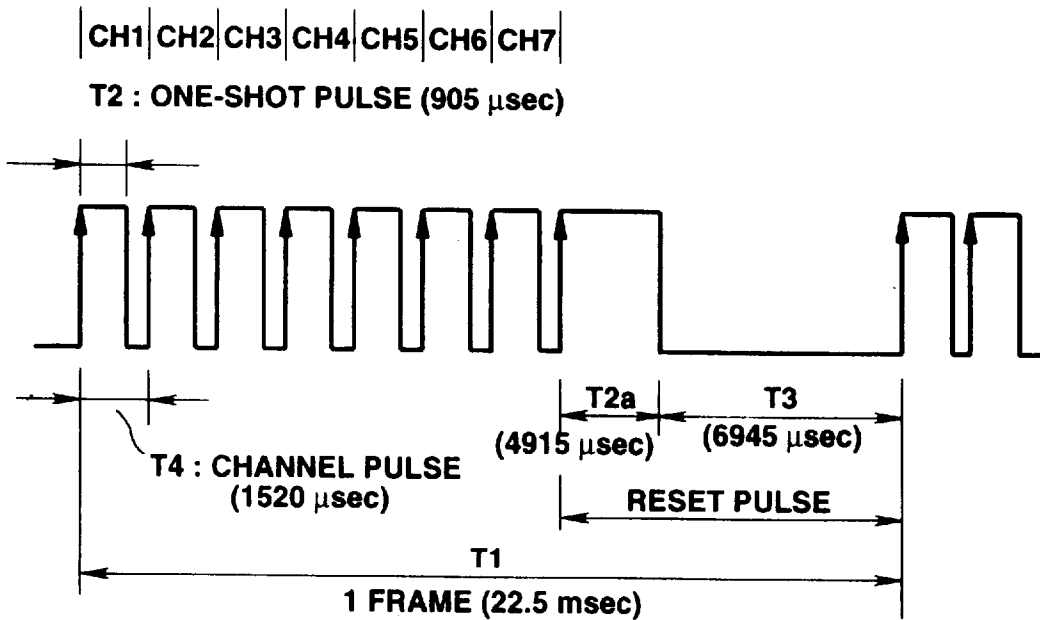 |CH1|CH2|CH3|CH4|CH5|CH6|CH7|
T2 : ONE-SHOT PULSE (905 μsec)
T2a
(4915 μsec)
T3
(6945 μsec)
T4 : CHANNEL PULSE
(1520 μsec)
RESET PULSE
T1
1 FRAME (22.5 msec)